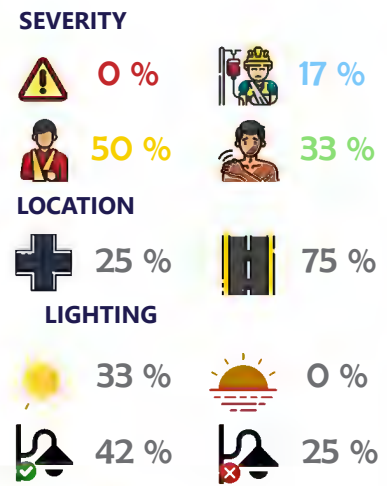 SEVERITY
0 % 17 %
50 % 33 %
LOCATION
25 % 75 %
LIGHTING
33 % 0 %
42 % 25 %